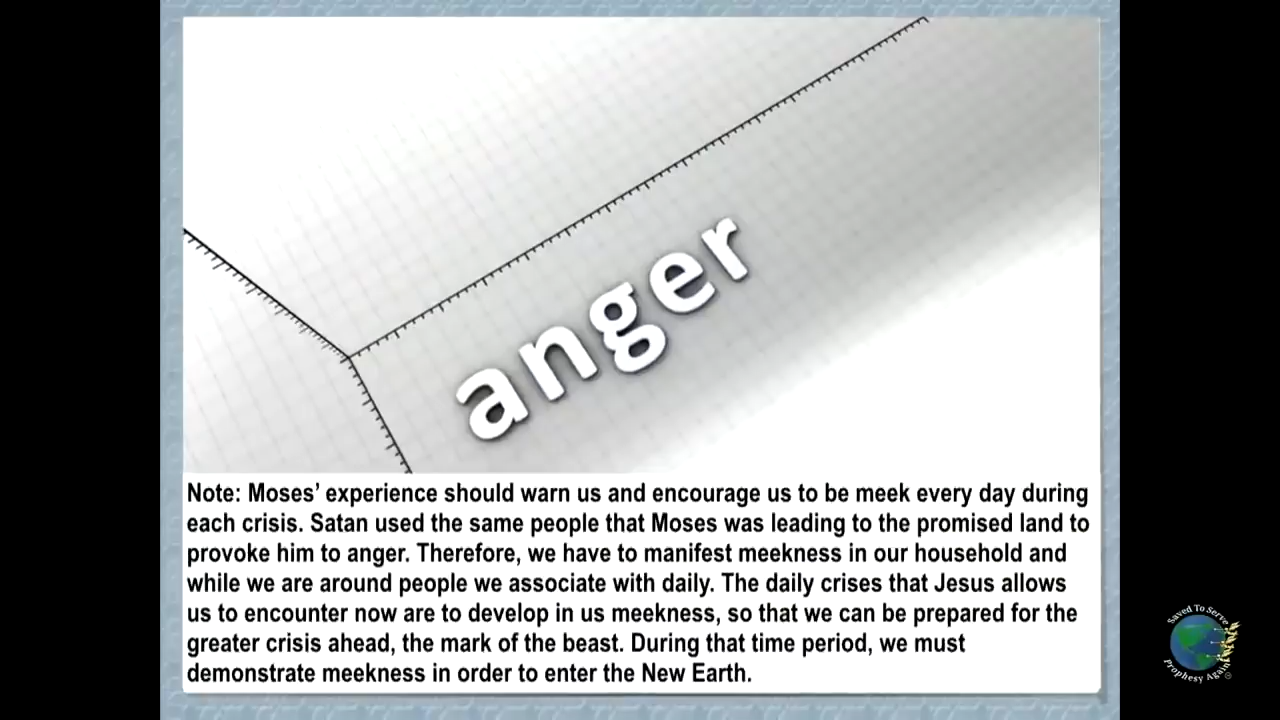 anger
Note: Moses’ experience should warn us and encourage us to be meek every day during
each crisis. Satan used the same people that Moses was leading to the promised land to
provoke him to anger. Therefore, we have to manifest meekness in our household and
while we are around people we associate with daily. The daily crises that Jesus allows
us to encounter now are to develop in us meekness, so that we can be prepared for the
greater crisis ahead, the mark of the beast. During that time period, we must
demonstrate meekness in order to enter the New Earth.
Saved To Serve
Prophesy Again